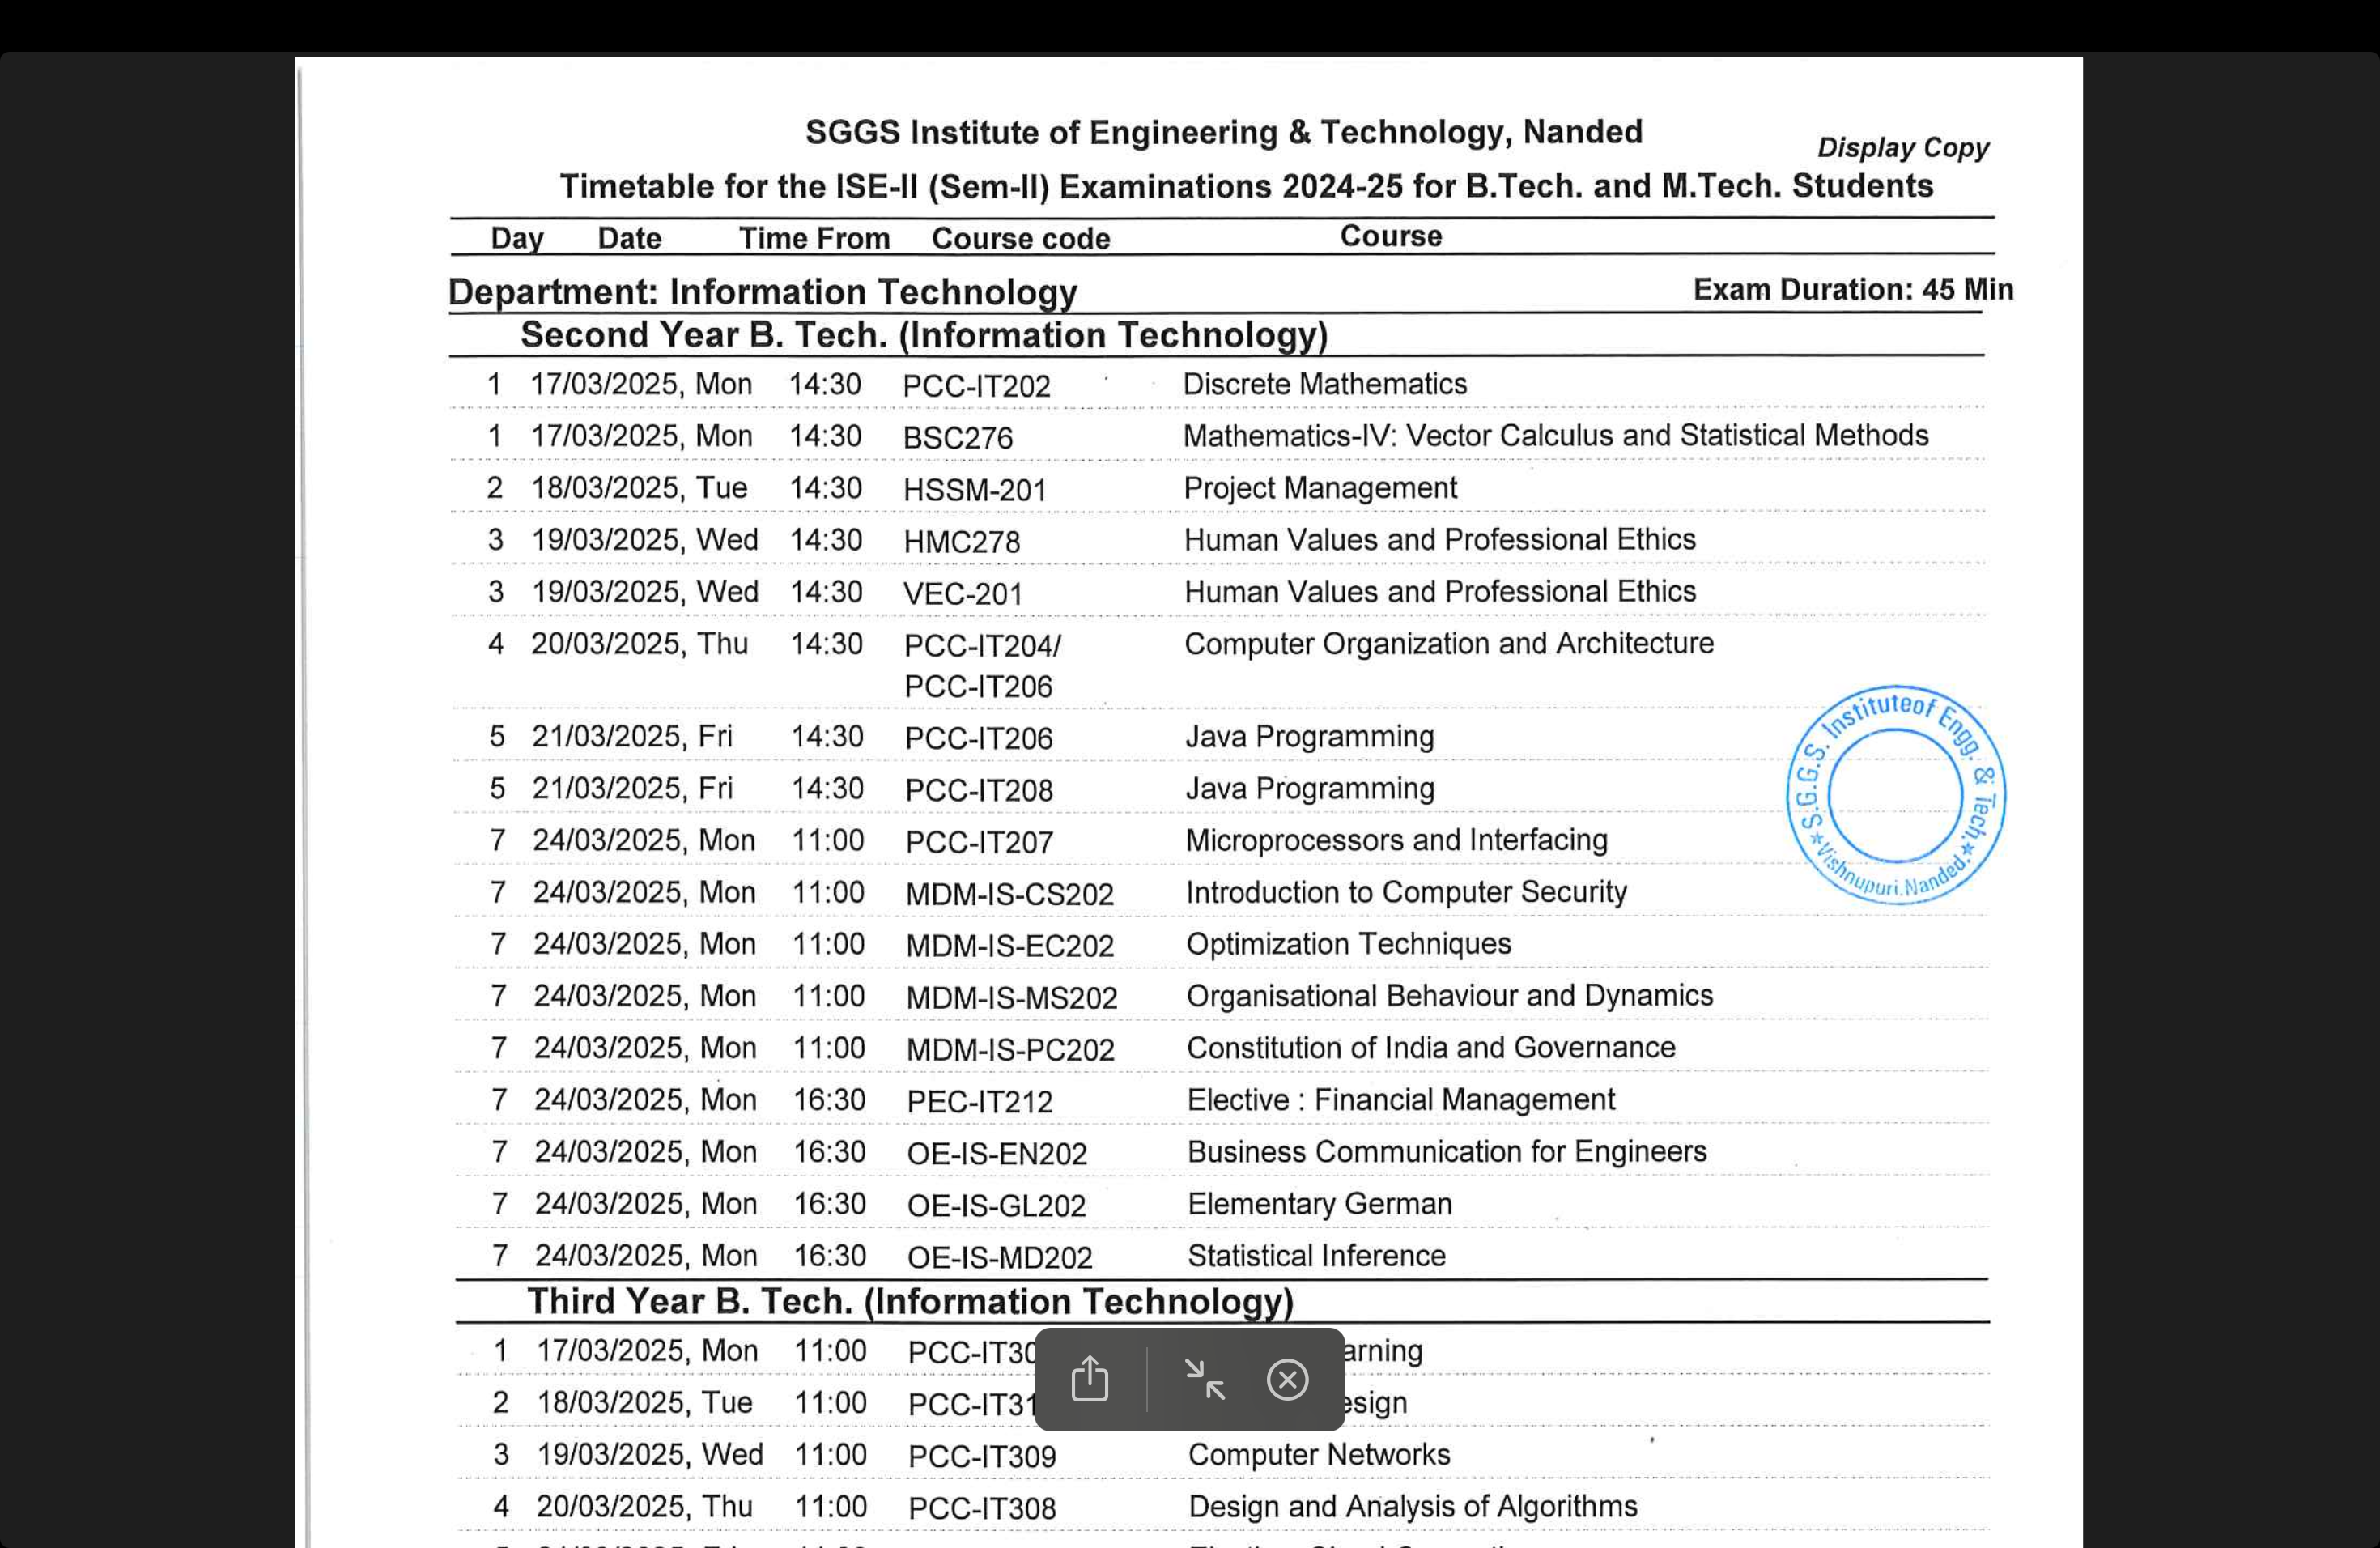 SGGS Institute of Engineering & Technology, Nanded
Display Copy
Timetable for the ISE-II (Sem-II) Examinations 2024-25 for B.Tech. and M.Tech. Students
Day Date Time From Course code Course
Department: Information Technology Exam Duration: 45 Min
Second Year B. Tech. (Information Technology)
1 17/03/2025, Mon 14:30 PCC-IT202 Discrete Mathematics
1 17/03/2025, Mon 14:30 BSC276 Mathematics-IV: Vector Calculus and Statistical Methods
2 18/03/2025, Tue 14:30 HSSM-201 Project Management
3 19/03/2025, Wed 14:30 HMC278 Human Values and Professional Ethics
3 19/03/2025, Wed 14:30 VEC-201 Human Values and Professional Ethics
4 20/03/2025, Thu 14:30 PCC-IT204/ Computer Organization and Architecture
PCC-IT206
5 21/03/2025, Fri 14:30 PCC-IT206 Java Programming
5 21/03/2025, Fri 14:30 PCC-IT208 Java Programming
S.G.G.S. Instituteof Engg. & Tech. Vishnupuri.Nanded.
7 24/03/2025, Mon 11:00 PCC-IT207 Microprocessors and Interfacing
7 24/03/2025, Mon 11:00 MDM-IS-CS202 Introduction to Computer Security
7 24/03/2025, Mon 11:00 MDM-IS-EC202 Optimization Techniques
7 24/03/2025, Mon 11:00 MDM-IS-MS202 Organisational Behaviour and Dynamics
7 24/03/2025, Mon 11:00 MDM-IS-PC202 Constitution of India and Governance
7 24/03/2025, Mon 16:30 PEC-IT212 Elective : Financial Management
7 24/03/2025, Mon 16:30 OE-IS-EN202 Business Communication for Engineers
7 24/03/2025, Mon 16:30 OE-IS-GL202 Elementary German
7 24/03/2025, Mon 16:30 OE-IS-MD202 Statistical Inference
Third Year B. Tech. (Information Technology)
1 17/03/2025, Mon 11:00 PCC-IT30 arning
2 18/03/2025, Tue 11:00 PCC-IT31 esign
3 19/03/2025, Wed 11:00 PCC-IT309 Computer Networks
4 20/03/2025, Thu 11:00 PCC-IT308 Design and Analysis of Algorithms